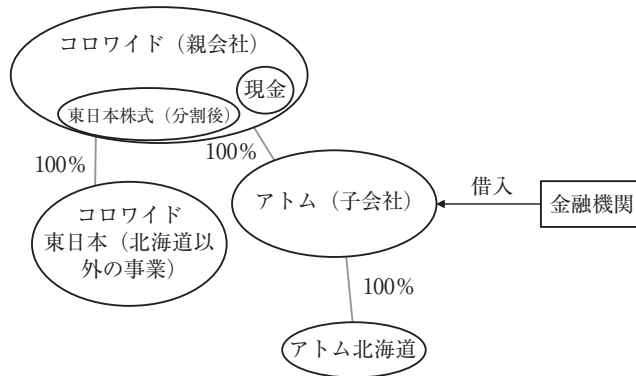 コロワイド（親会社）
現金
東日本株式（分割後）
100%
100%
コロワイド
東日本（北海道以
外の事業）
アトム（子会社）
借入
金融機関
100%
アトム北海道